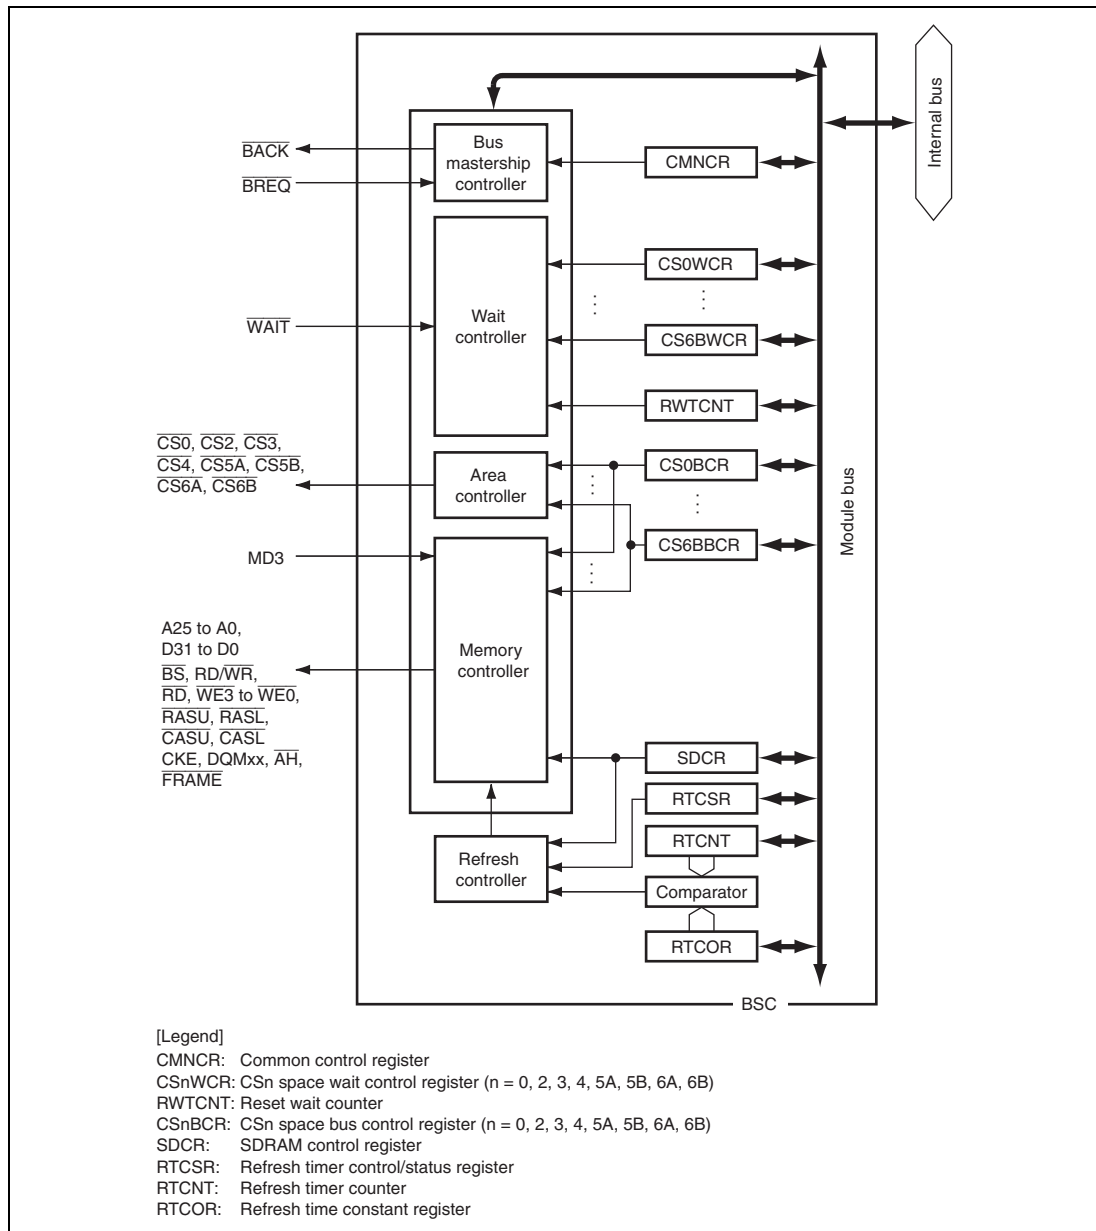 BACK
BREQ
WAIT
CS0, CS2, CS3,
CS4, CS5A, CS5B,
CS6A, CS6B
MD3
A25 to A0,
D31 to D0
BS, RD/WR,
RD, WE3 to WE0,
RASU, RASL,
CASU, CASL
CKE, DQMxx, AH,
FRAME
Bus
mastership
controller
Wait
controller
Area
controller
Memory
controller
Refresh
controller
CMNCR
CS0WCR
CS6BWCR
RWTCNT
CS0BCR
CS6BBCR
SDCR
RTCSR
RTCNT
Comparator
RTCOR
Module bus
Internal bus
BSC
[Legend]
CMNCR: Common control register
CSnWCR: CSn space wait control register (n = 0, 2, 3, 4, 5A, 5B, 6A, 6B)
RWTCNT: Reset wait counter
CSnBCR: CSn space bus control register (n = 0, 2, 3, 4, 5A, 5B, 6A, 6B)
SDCR: SDRAM control register
RTCSR: Refresh timer control/status register
RTCNT: Refresh timer counter
RTCOR: Refresh time constant register